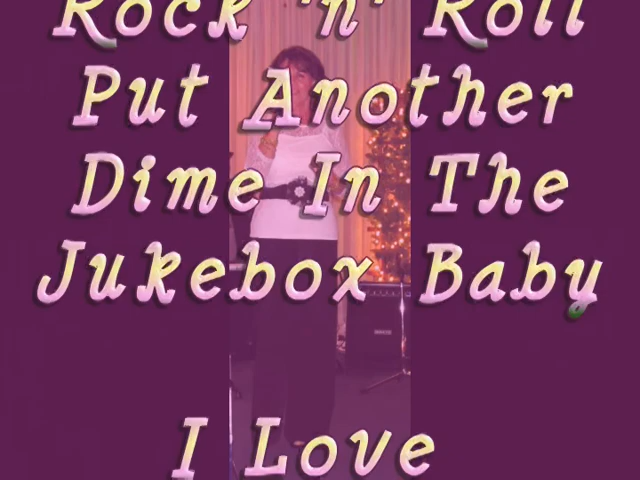 Rock 'n' Roll
Put Another
Dime In The
Jukebox Baby
I Love